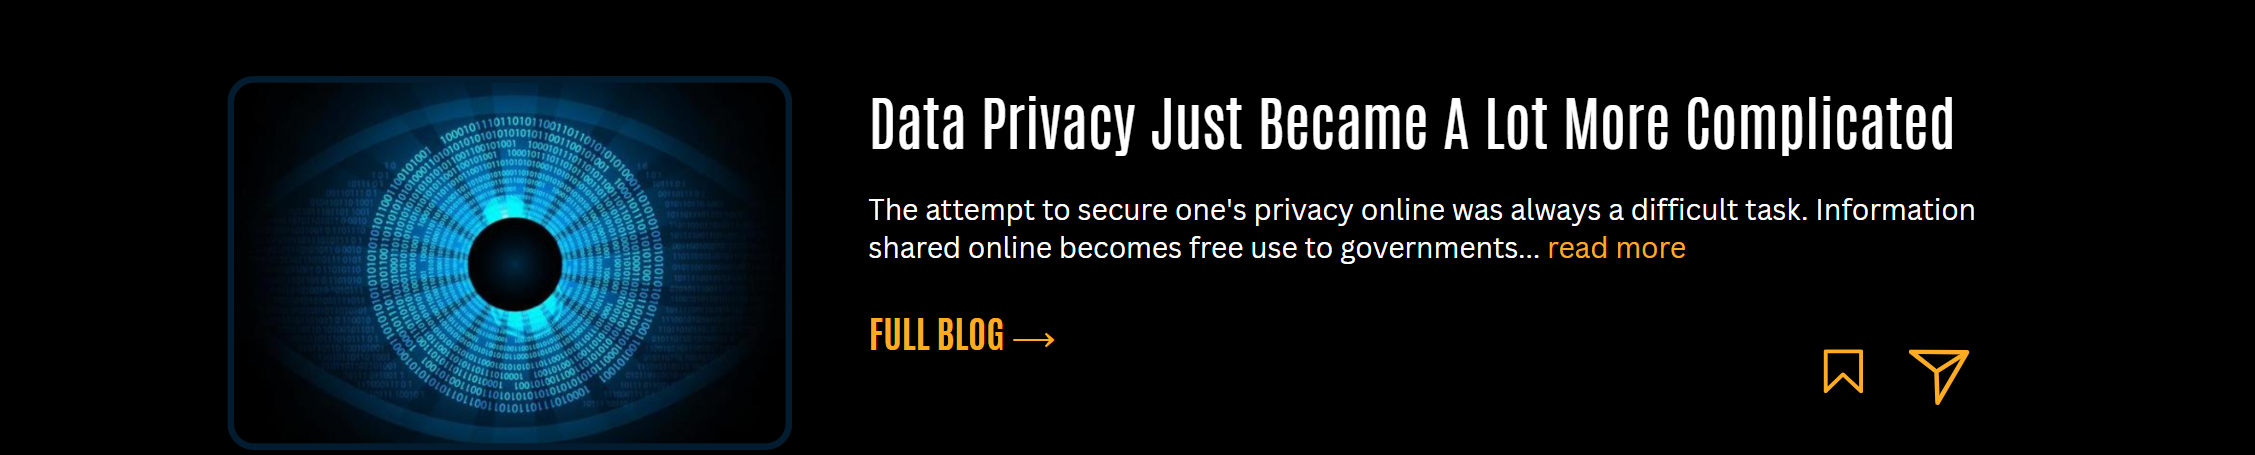 Data Privacy Just Became A Lot More Complicated
The attempt to secure one's privacy online was always a difficult task. Information
shared online becomes free use to governments... read more
FULL BLOG →